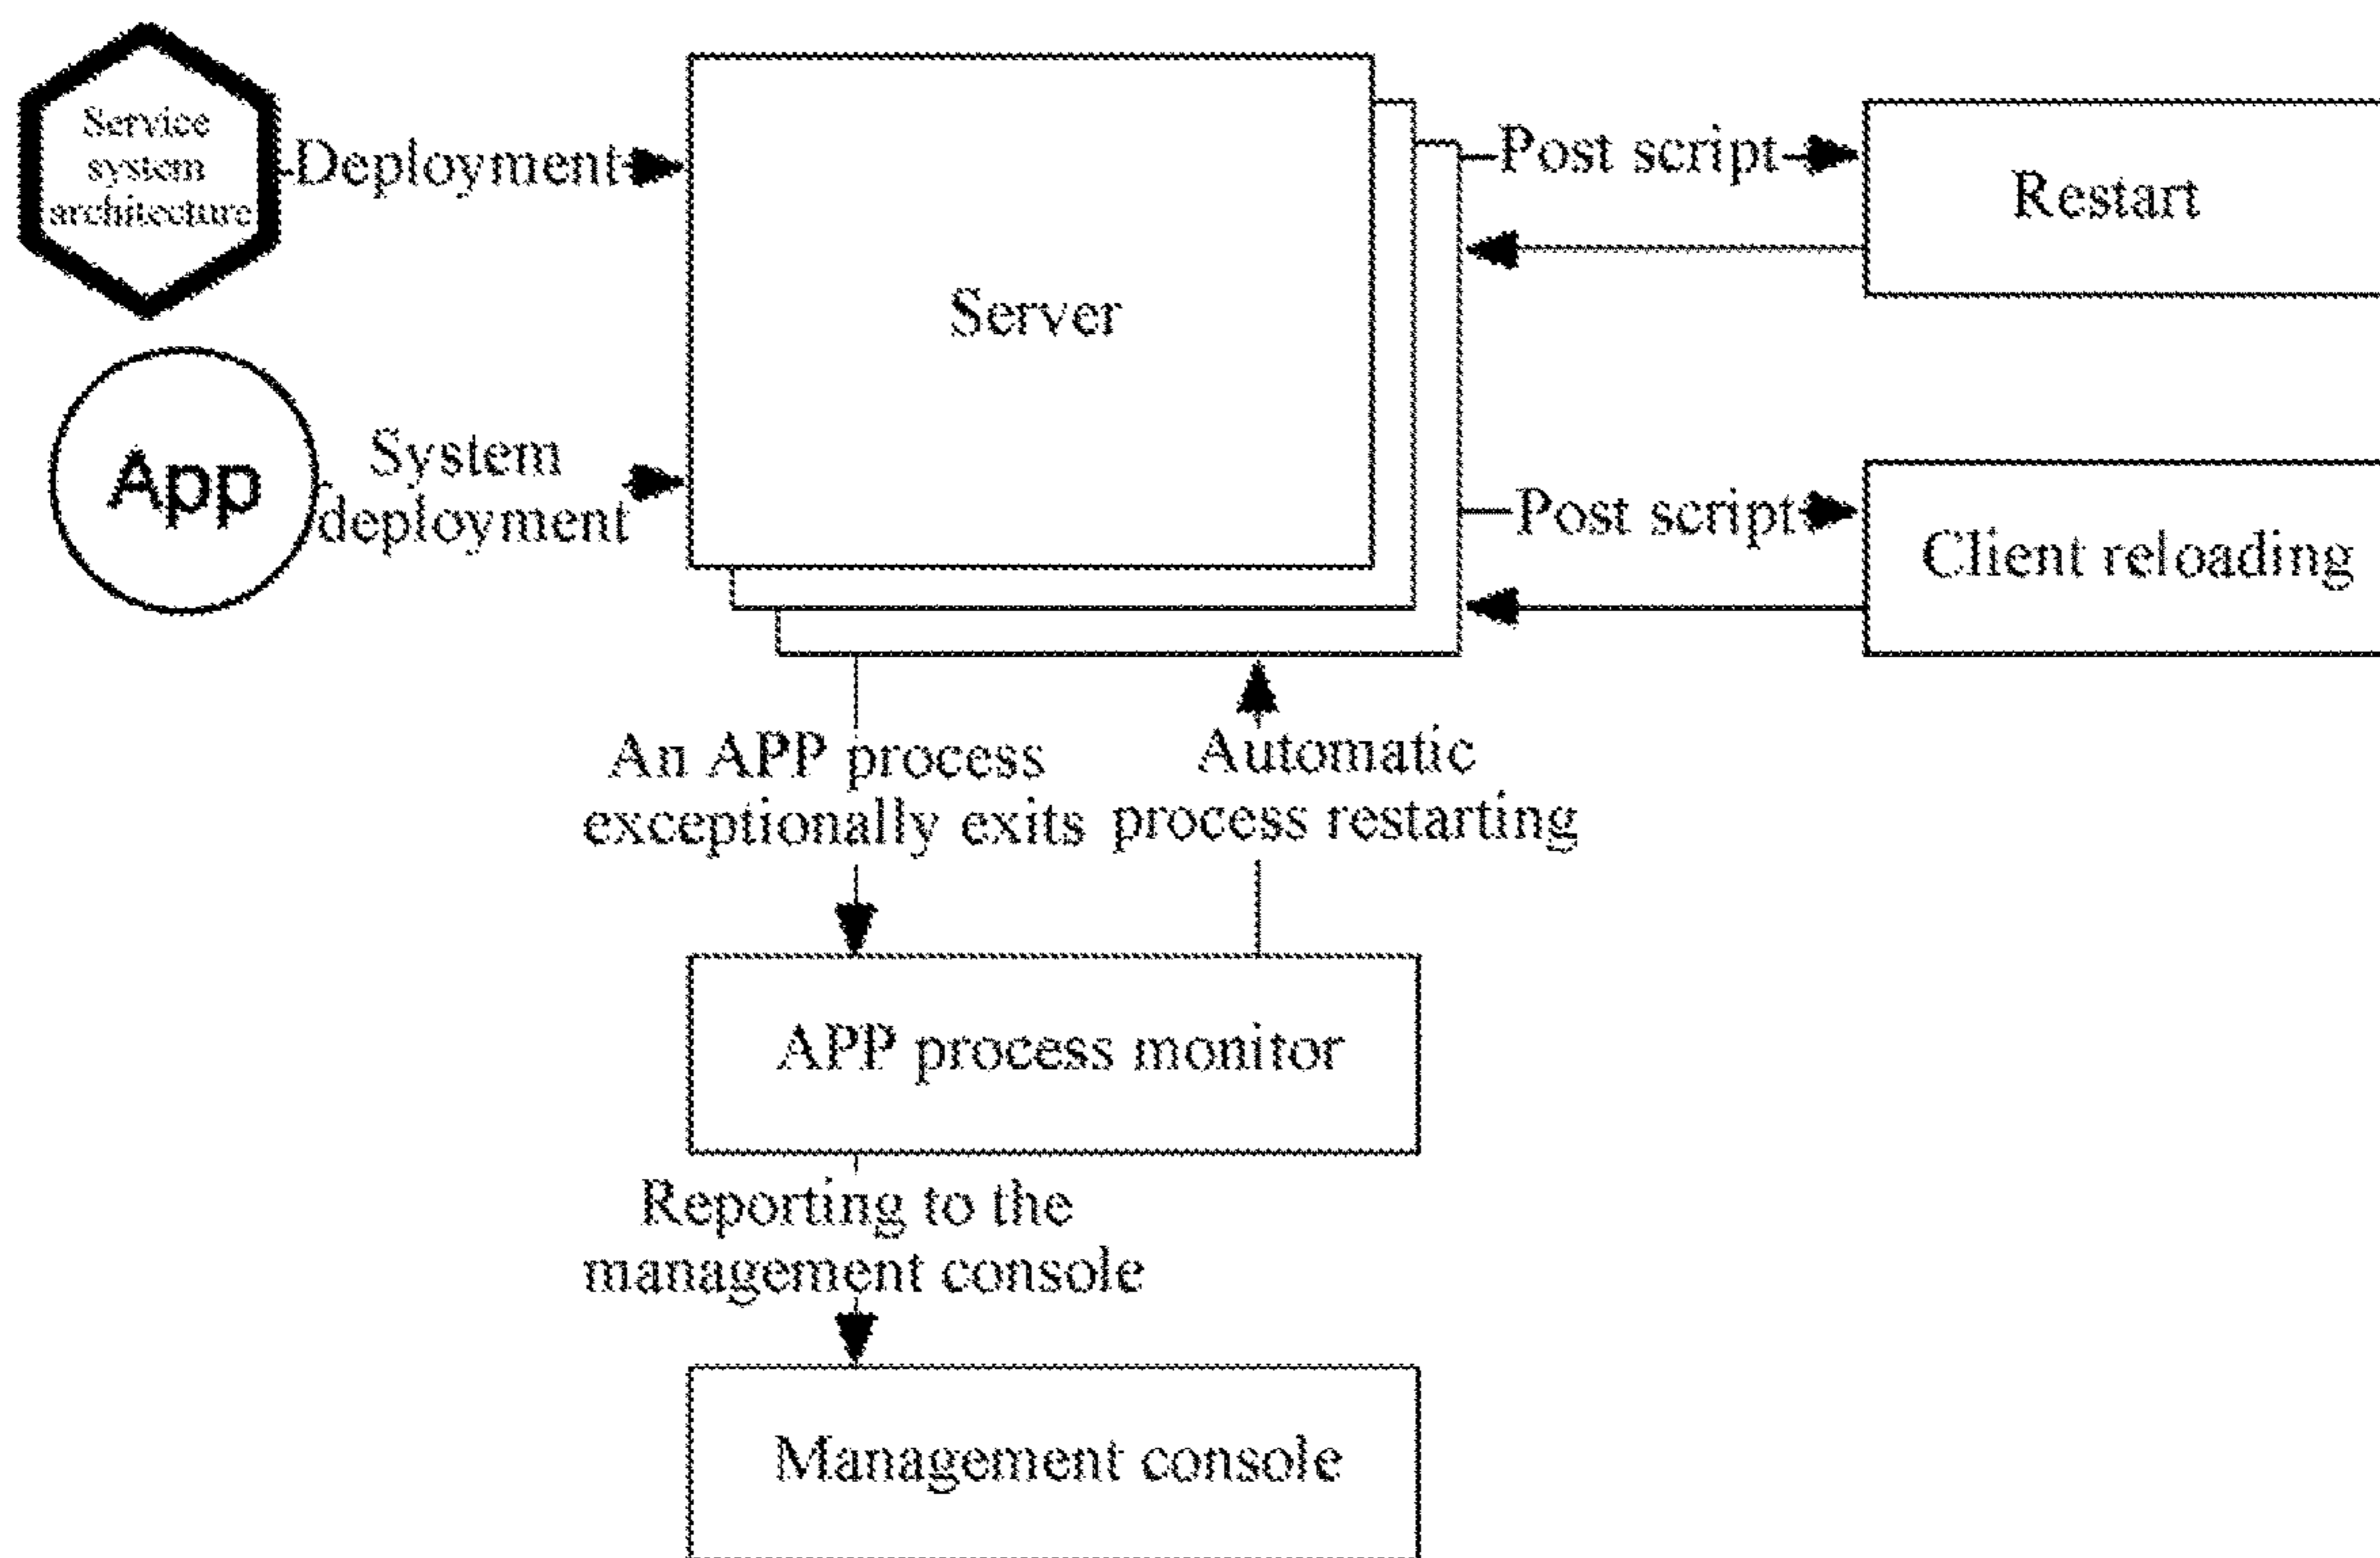 Service
system
architecture
Deployment
Server
Post script
Restart
App
System
deployment
Post script
Client reloading
An APP process
exceptionally exits
Automatic
process restarting
APP process monitor
Reporting to the
management console
Management console